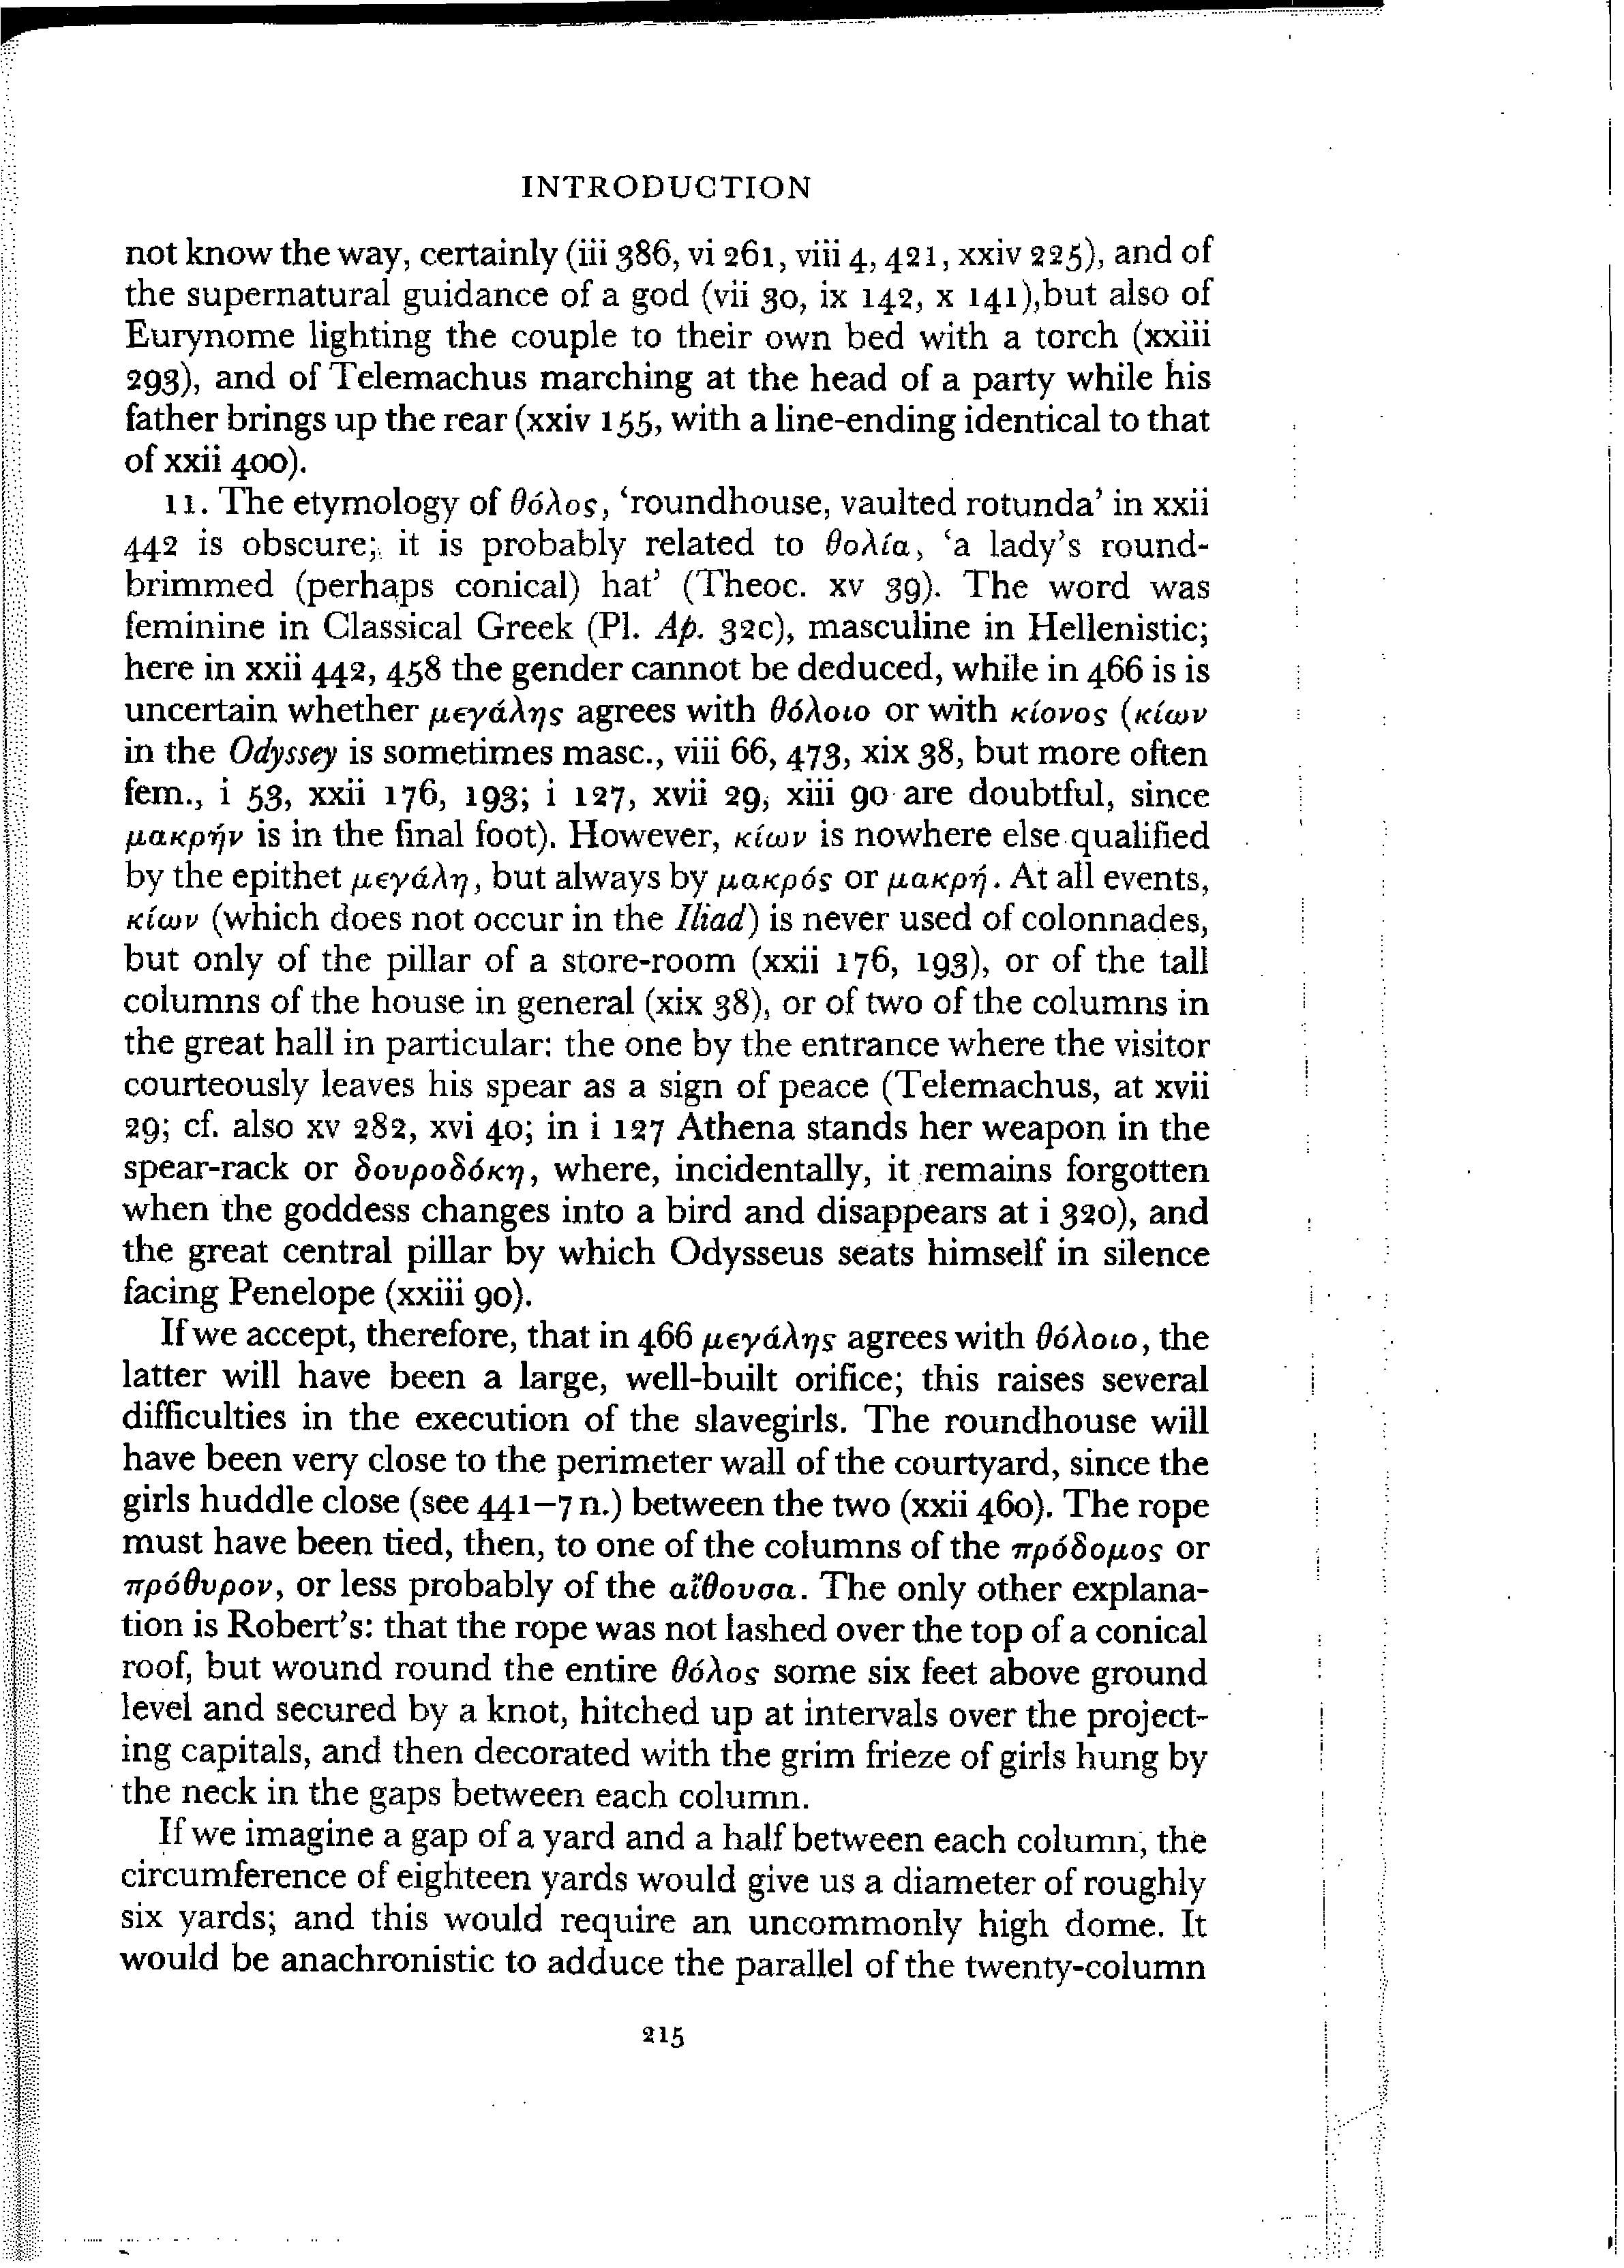 INTRODUCTION
not know the way, certainly (iii 386, vi 261, viii 4, 421, xxiv 225), and of
the supernatural guidance of a god (vii 30, ix 142, x 141),but also of
Eurynome lighting the couple to their own bed with a torch (xxiii
293), and of Telemachus marching at the head of a party while his
father brings up the rear (xxiv 155, with a line-ending identical to that
of xxii 400).
11. The etymology of θόλος, ‘roundhouse, vaulted rotunda’ in xxii
442 is obscure; it is probably related to θολία, ‘a lady’s round-
brimmed (perhaps conical) hat’ (Theoc. xv 39). The word was
feminine in Classical Greek (Pl. Ap. 32c), masculine in Hellenistic;
here in xxii 442, 458 the gender cannot be deduced, while in 466 is is
uncertain whether μεγάλης agrees with θόλοιο or with κίονος (κίων
in the Odyssey is sometimes masc., viii 66, 473, xix 38, but more often
fem., i 53, xxii 176, 193; i 127, xvii 29, xiii 90 are doubtful, since
μακρήν is in the final foot). However, κίων is nowhere else qualified
by the epithet μεγάλη, but always by μακρός or μακρή. At all events,
κίων (which does not occur in the Iliad) is never used of colonnades,
but only of the pillar of a store-room (xxii 176, 193), or of the tall
columns of the house in general (xix 38), or of two of the columns in
the great hall in particular: the one by the entrance where the visitor
courteously leaves his spear as a sign of peace (Telemachus, at xvii
29; cf. also xv 282, xvi 40; in i 127 Athena stands her weapon in the
spear-rack or δουροδόκη, where, incidentally, it remains forgotten
when the goddess changes into a bird and disappears at i 320), and
the great central pillar by which Odysseus seats himself in silence
facing Penelope (xxiii 90).
If we accept, therefore, that in 466 μεγάλης agrees with θόλοιο, the
latter will have been a large, well-built orifice; this raises several
difficulties in the execution of the slavegirls. The roundhouse will
have been very close to the perimeter wall of the courtyard, since the
girls huddle close (see 441–7 n.) between the two (xxii 460). The rope
must have been tied, then, to one of the columns of the πρόδομος or
πρόθυρον, or less probably of the αἴθουσα. The only other explana-
tion is Robert’s: that the rope was not lashed over the top of a conical
roof, but wound round the entire θόλος some six feet above ground
level and secured by a knot, hitched up at intervals over the project-
ing capitals, and then decorated with the grim frieze of girls hung by
the neck in the gaps between each column.
If we imagine a gap of a yard and a half between each column, the
circumference of eighteen yards would give us a diameter of roughly
six yards; and this would require an uncommonly high dome. It
would be anachronistic to adduce the parallel of the twenty-column
215